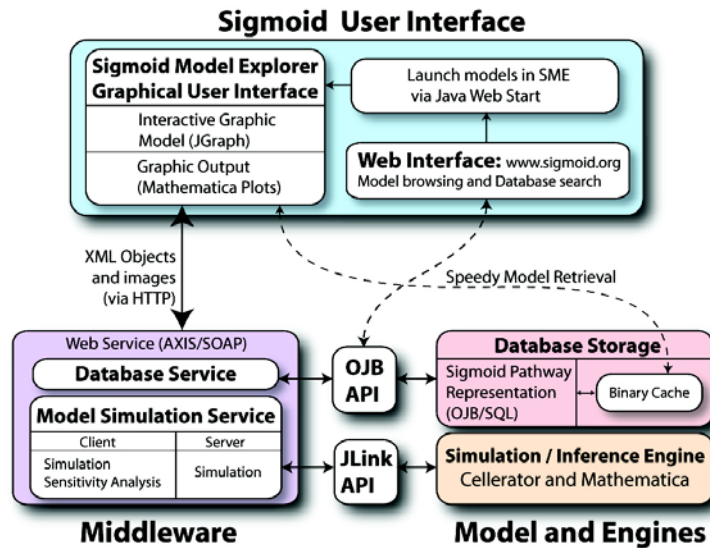 Sigmoid User Interface
Sigmoid Model Explorer
Graphical User Interface
Interactive Graphic
Model (JGraph)
Graphic Output
(Mathematica Plots)
Launch models in SME
via Java Web Start
Web Interface: www.sigmoid.org
Model browsing and Database search
XML Objects
and images
(via HTTP)
Speedy Model Retrieval
Web Service (AXIS/SOAP)
Database Service
Model Simulation Service
Client
Server
Simulation
Sensitivity Analysis
Simulation
OJB
API
JLink
API
Database Storage
Sigmoid Pathway
Representation
(OJB/SQL)
Binary Cache
Simulation / Inference Engine
Cellerator and Mathematica
Middleware
Model and Engines